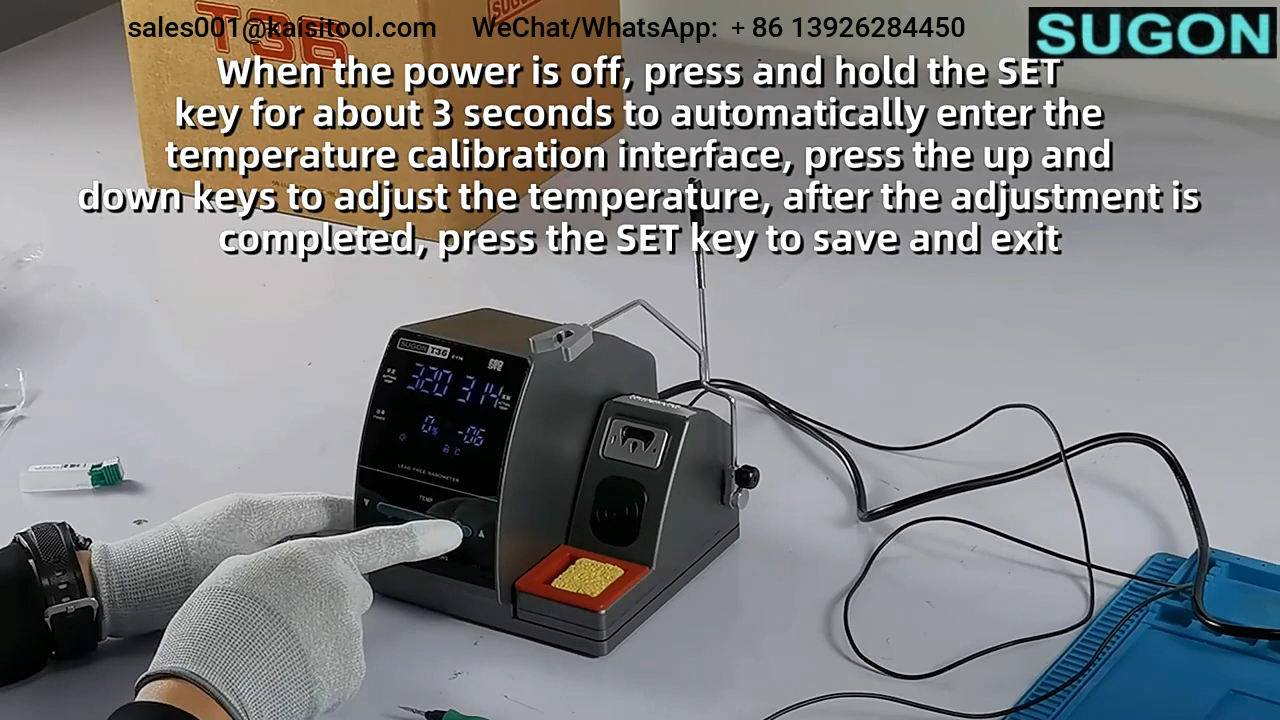 sales001@kaisitool.com WeChat/WhatsApp: + 86 13926284450
SUGON
T36
SUGON
When the power is off, press and hold the SET
key for about 3 seconds to automatically enter the
temperature calibration interface, press the up and
down keys to adjust the temperature, after the adjustment is
completed, press the SET key to save and exit
SUGON T36
320 314
0% -06
C
LEAD FREE NANOMETER
TEMP